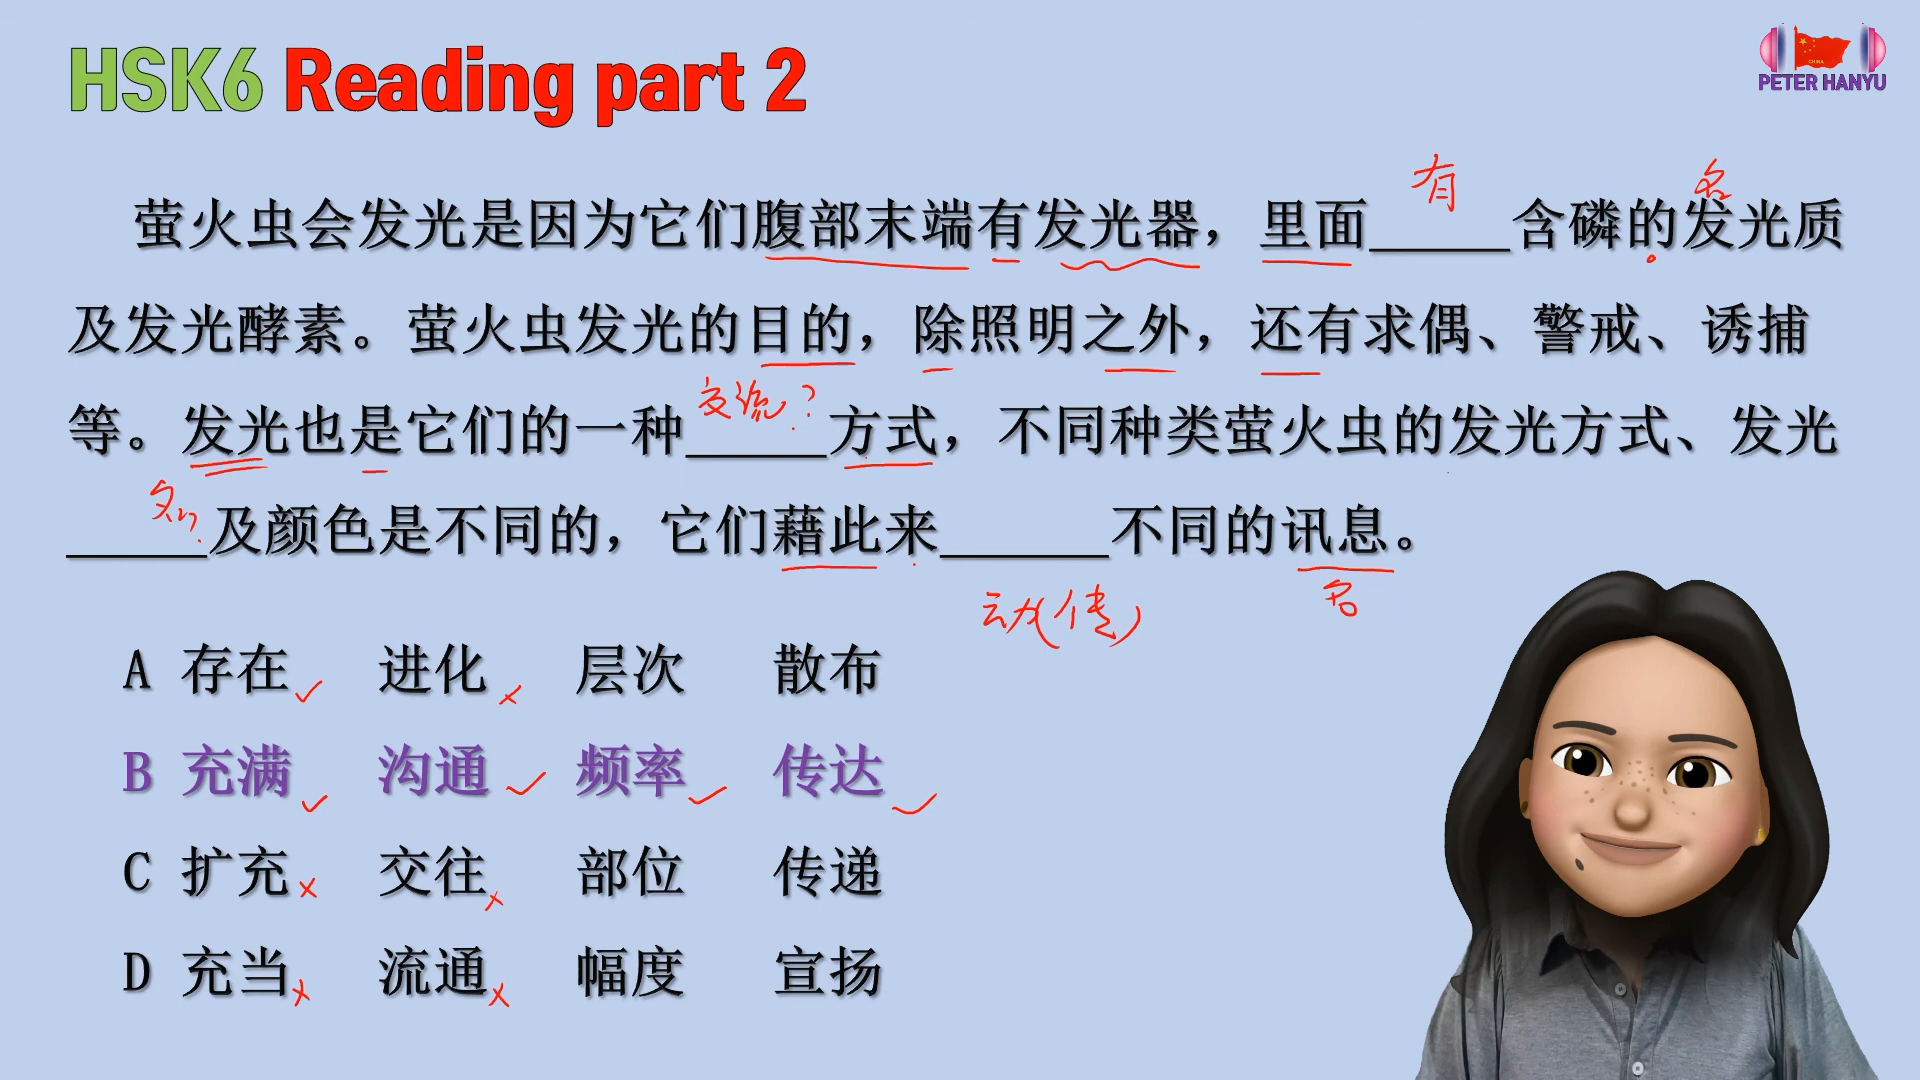 HSK6 Reading part 2
PETER HANYU
有 名
萤火虫会发光是因为它们腹部末端有发光器，里面_____含磷的发光质
及发光酵素。萤火虫发光的目的，除照明之外，还有求偶、警戒、诱捕
交流？
等。发光也是它们的一种_____方式，不同种类萤火虫的发光方式、发光
_____及颜色是不同的，它们藉此来______不同的讯息。
动(传) 名
A 存在✓ 进化× 层次 散布
B 充满✓ 沟通✓ 频率✓ 传达✓
C 扩充× 交往× 部位 传递
D 充当× 流通× 幅度 宣扬